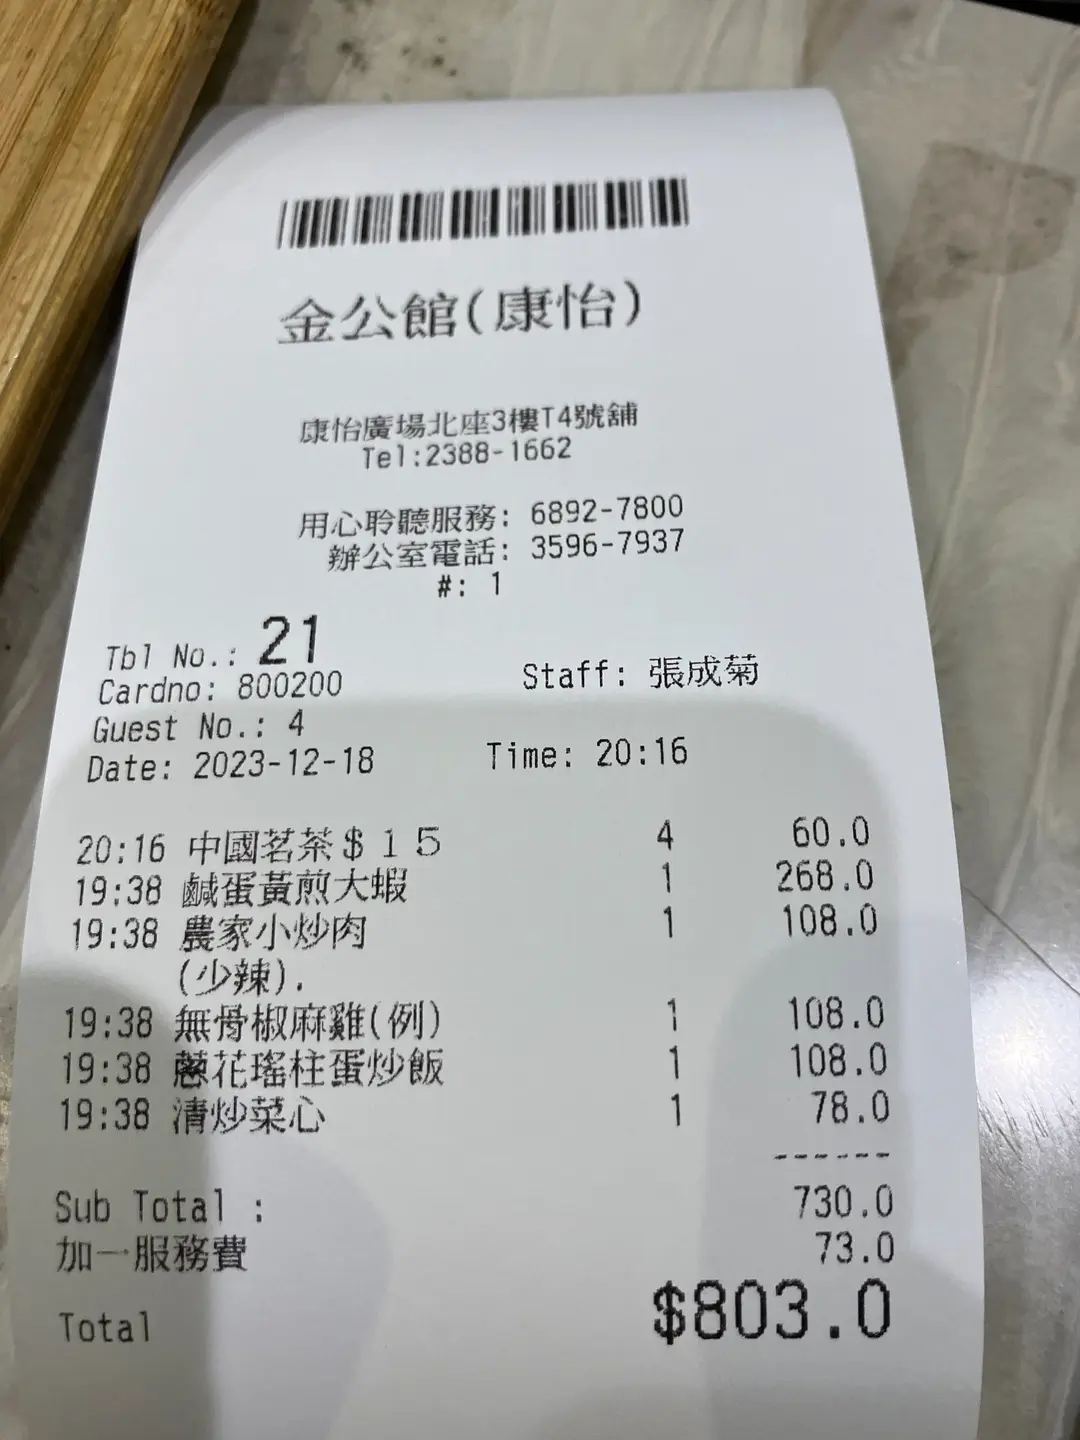 金公館(康怡)
康怡廣場北座3樓T4號舖
Tel:2388-1662
用心聆聽服務: 6892-7800
辦公室電話: 3596-7937
#: 1
Tbl No.: 21
Cardno: 800200 Staff: 張成菊
Guest No.: 4
Date: 2023-12-18 Time: 20:16
20:16 中國茗茶$15 4 60.0
19:38 鹹蛋黃煎大蝦 1 268.0
19:38 農家小炒肉 1 108.0
(少辣).
19:38 無骨椒麻雞(例) 1 108.0
19:38 蔥花瑤柱蛋炒飯 1 108.0
19:38 清炒菜心 1 78.0
------
Sub Total : 730.0
加一服務費 73.0
Total $803.0